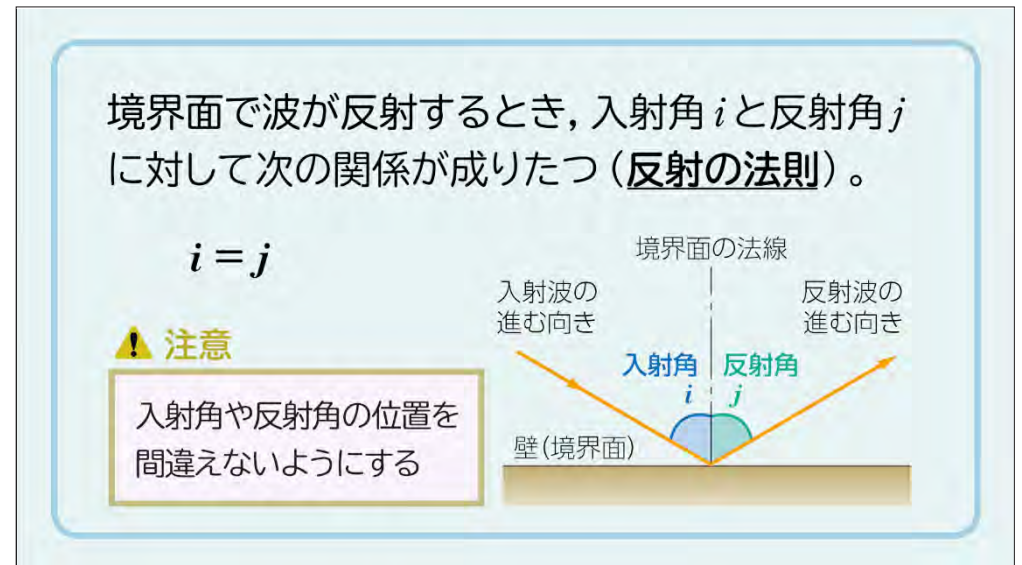 境界面で波が反射するとき，入射角 i と反射角 j
に対して次の関係が成りたつ（反射の法則）。
i = j
注意
入射角や反射角の位置を
間違えないようにする
境界面の法線
入射波の
進む向き
反射波の
進む向き
入射角
i
反射角
j
壁(境界面)